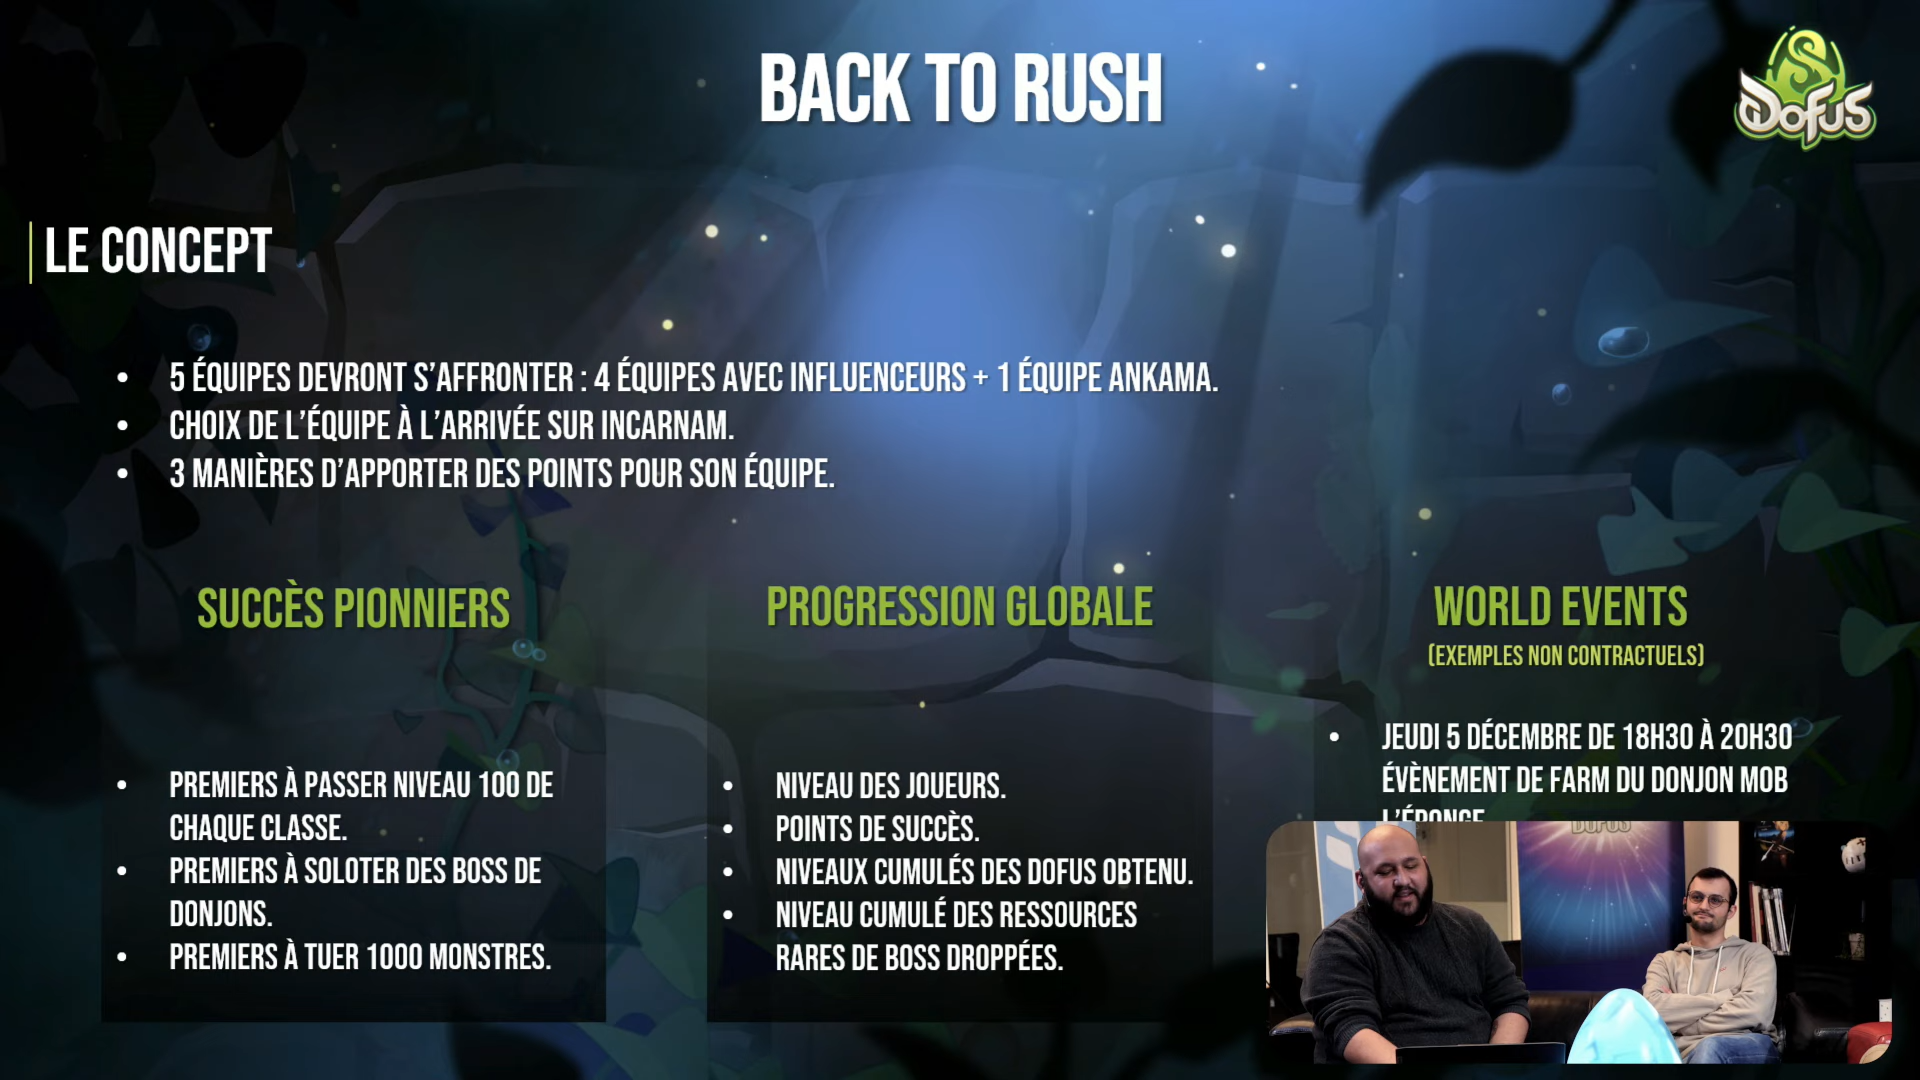 BACK TO RUSH
DOFUS
LE CONCEPT
• 5 ÉQUIPES DEVRONT S'AFFRONTER : 4 ÉQUIPES AVEC INFLUENCEURS + 1 ÉQUIPE ANKAMA.
• CHOIX DE L'ÉQUIPE À L'ARRIVÉE SUR INCARNAM.
• 3 MANIÈRES D'APPORTER DES POINTS POUR SON ÉQUIPE.
SUCCÈS PIONNIERS
• PREMIERS À PASSER NIVEAU 100 DE
CHAQUE CLASSE.
• PREMIERS À SOLOTER DES BOSS DE
DONJONS.
• PREMIERS À TUER 1000 MONSTRES.
PROGRESSION GLOBALE
• NIVEAU DES JOUEURS.
• POINTS DE SUCCÈS.
• NIVEAUX CUMULÉS DES DOFUS OBTENU.
• NIVEAU CUMULÉ DES RESSOURCES
RARES DE BOSS DROPPÉES.
WORLD EVENTS
(EXEMPLES NON CONTRACTUELS)
• JEUDI 5 DÉCEMBRE DE 18H30 À 20H30
ÉVÈNEMENT DE FARM DU DONJON MOB
L'ÉPONGE
DOFUS